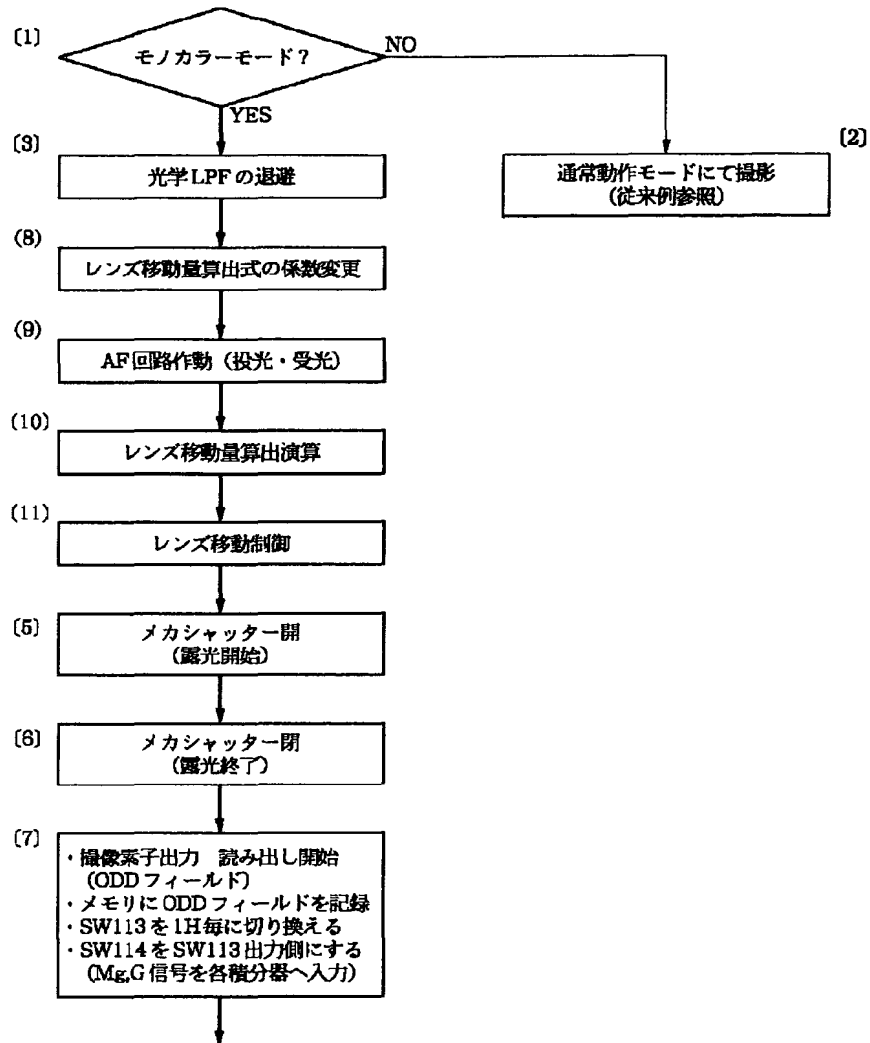 〔1〕
モノカラーモード？
NO
YES
〔3〕
光学LPFの退避
〔2〕
通常動作モードにて撮影
（従来例参照）
(8)
レンズ移動量算出式の係数変更
(9)
AF回路作動（投光・受光）
(10)
レンズ移動量算出演算
(11)
レンズ移動制御
〔5〕
メカシャッター開
（露光開始）
〔6〕
メカシャッター閉
（露光終了）
〔7〕
・撮像素子出力　読み出し開始
（ODDフィールド）
・メモリにODDフィールドを記録
・SW113を1H毎に切り換える
・SW114をSW113出力側にする
（Mg,G信号を各積分器へ入力）